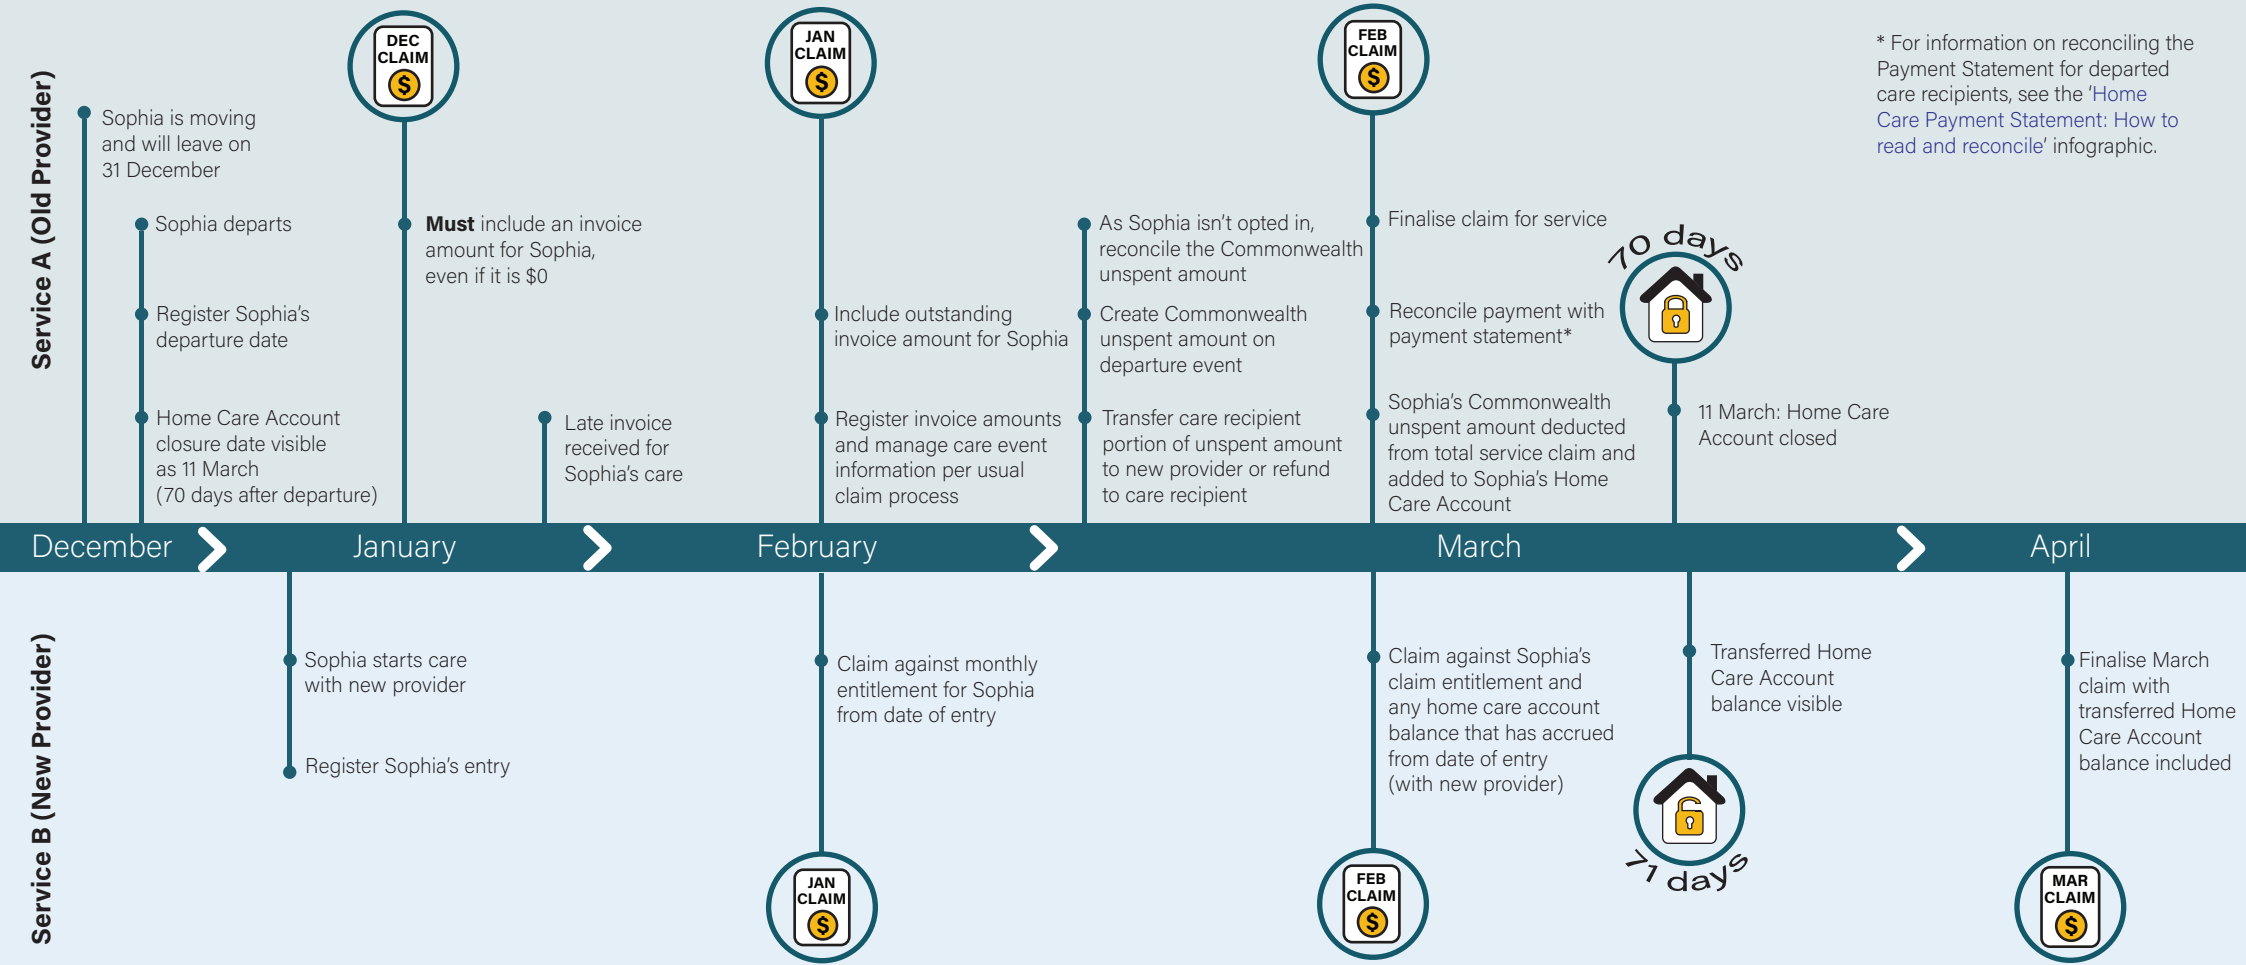 Service A (Old Provider)
Sophia is moving
and will leave on
31 December
Sophia departs
Register Sophia's
departure date
Home Care Account
closure date visible
as 11 March
(70 days after departure)
DEC
CLAIM
$
Must include an invoice
amount for Sophia,
even if it is $0
Late invoice
received for
Sophia's care
JAN
CLAIM
$
Include outstanding
invoice amount for Sophia
Register invoice amounts
and manage care event
information per usual
claim process
As Sophia isn't opted in,
reconcile the Commonwealth
unspent amount
Create Commonwealth
unspent amount on
departure event
Transfer care recipient
portion of unspent amount
to new provider or refund
to care recipient
FEB
CLAIM
$
Finalise claim for service
Reconcile payment with
payment statement*
Sophia's Commonwealth
unspent amount deducted
from total service claim and
added to Sophia's Home
Care Account
70 days
11 March: Home Care
Account closed
* For information on reconciling the
Payment Statement for departed
care recipients, see the 'Home
Care Payment Statement: How to
read and reconcile' infographic.
December
January
February
March
April
Service B (New Provider)
Sophia starts care
with new provider
Register Sophia's entry
Claim against monthly
entitlement for Sophia
from date of entry
JAN
CLAIM
$
Claim against Sophia's
claim entitlement and
any home care account
balance that has accrued
from date of entry
(with new provider)
FEB
CLAIM
$
Transferred Home
Care Account
balance visible
71 days
Finalise March
claim with
transferred Home
Care Account
balance included
MAR
CLAIM
$